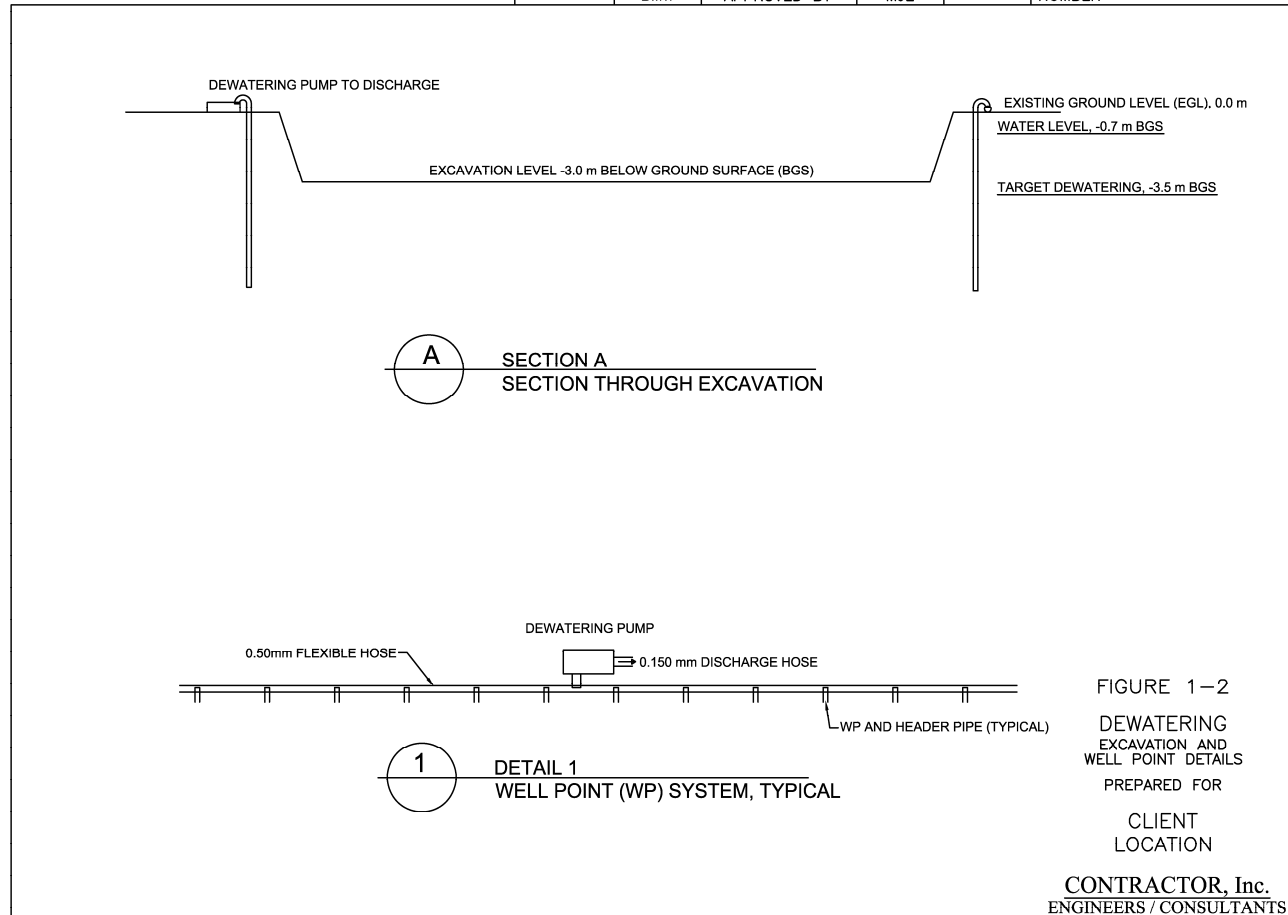 DEWATERING PUMP TO DISCHARGE
EXISTING GROUND LEVEL (EGL), 0.0 m
WATER LEVEL, -0.7 m BGS
EXCAVATION LEVEL -3.0 m BELOW GROUND SURFACE (BGS)
TARGET DEWATERING, -3.5 m BGS
A
SECTION A
SECTION THROUGH EXCAVATION
DEWATERING PUMP
0.50mm FLEXIBLE HOSE
0.150 mm DISCHARGE HOSE
WP AND HEADER PIPE (TYPICAL)
1
DETAIL 1
WELL POINT (WP) SYSTEM, TYPICAL
FIGURE 1-2
DEWATERING
EXCAVATION AND
WELL POINT DETAILS
PREPARED FOR
CLIENT
LOCATION
CONTRACTOR, Inc.
ENGINEERS / CONSULTANTS